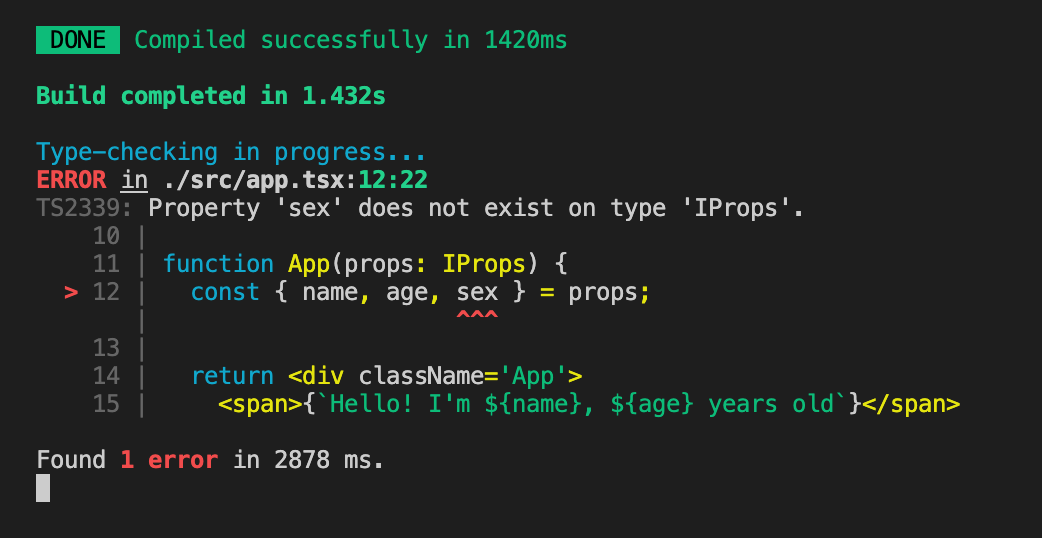 DONE Compiled successfully in 1420ms
Build completed in 1.432s
Type-checking in progress...
ERROR in ./src/app.tsx:12:22
TS2339: Property 'sex' does not exist on type 'IProps'.
    10 |
    11 | function App(props: IProps) {
  > 12 |   const { name, age, sex } = props;
       |                      ^^^
    13 |
    14 |   return <div className='App'>
    15 |     <span>{`Hello! I'm ${name}, ${age} years old`}</span>
Found 1 error in 2878 ms.